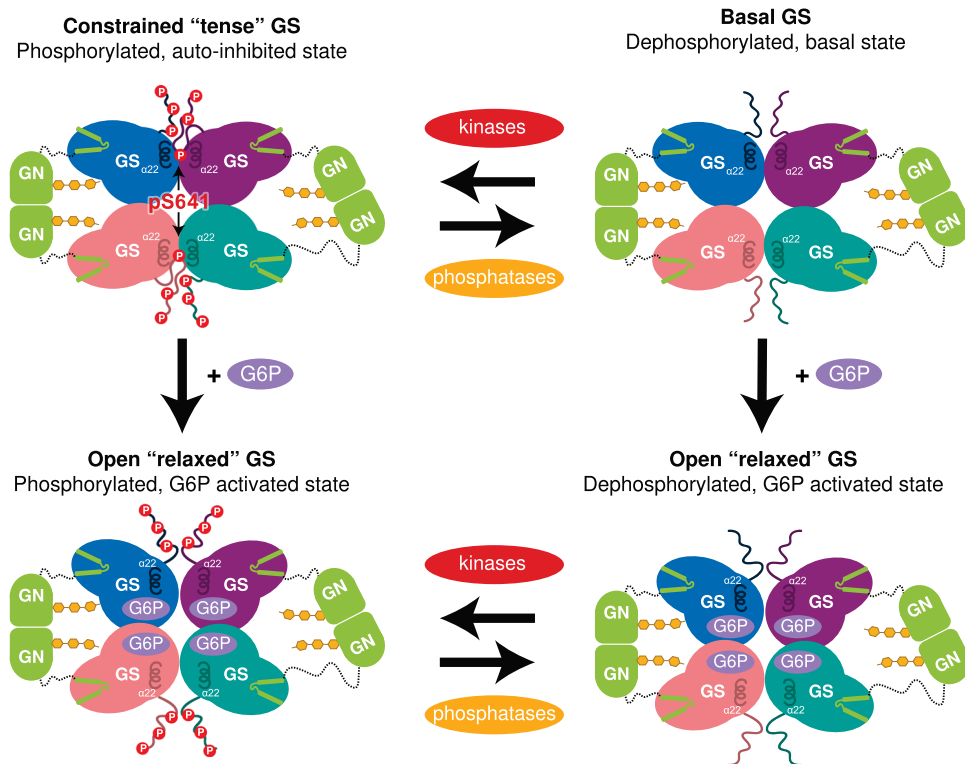 Constrained “tense” GS
Phosphorylated, auto-inhibited state
P
P
P
P
P
P
GS
P
GS
α22
GN
GN
pS641
GN
GN
α22
α22
GS
GS
P
P
P
P
P
P
P
kinases
phosphatases
Basal GS
Dephosphorylated, basal state
GS
GS
α22
α22
GN
GN
GN
GN
α22
α22
GS
GS
+ G6P
+ G6P
Open “relaxed” GS
Phosphorylated, G6P activated state
P
P
P
P
P
P
α22
α22
GS
GS
G6P
G6P
GN
GN
GN
GN
G6P
G6P
GS
GS
α22
α22
P
P
P
P
P
P
kinases
phosphatases
Open “relaxed” GS
Dephosphorylated, G6P activated state
α22
α22
GS
GS
G6P
G6P
GN
GN
GN
GN
G6P
G6P
GS
GS
α22
α22